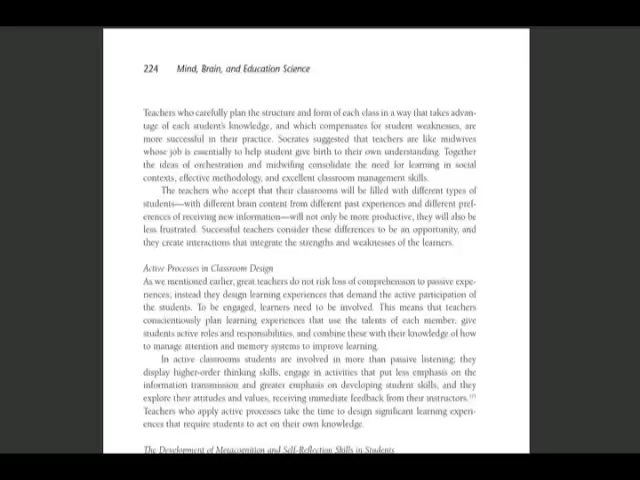 224 Mind, Brain, and Education Science
Teachers who carefully plan the structure and form of each class in a way that takes advan-
tage of each student's knowledge, and which compensates for student weaknesses, are
more successful in their practice. Socrates suggested that teachers are like midwives
whose job is essentially to help student give birth to their own understanding. Together
the ideas of orchestration and midwifing consolidate the need for learning in social
contexts, effective methodology, and excellent classroom management skills.
The teachers who accept that their classrooms will be filled with different types of
students—with different brain content from different past experiences and different pref-
erences of receiving new information—will not only be more productive, they will also be
less frustrated. Successful teachers consider these differences to be an opportunity, and
they create interactions that integrate the strengths and weaknesses of the learners.
Active Processes in Classroom Design
As we mentioned earlier, great teachers do not risk loss of comprehension to passive expe-
riences; instead they design learning experiences that demand the active participation of
the students. To be engaged, learners need to be involved. This means that teachers
conscientiously plan learning experiences that use the talents of each member, give
students active roles and responsibilities, and combine these with their knowledge of how
to manage attention and memory systems to improve learning.
In active classrooms students are involved in more than passive listening; they
display higher-order thinking skills, engage in activities that put less emphasis on the
information transmission and greater emphasis on developing student skills, and they
explore their attitudes and values, receiving immediate feedback from their instructors.
Teachers who apply active processes take the time to design significant learning experi-
ences that require students to act on their own knowledge.
The Development of Metacognition and Self-Reflection Skills in Students